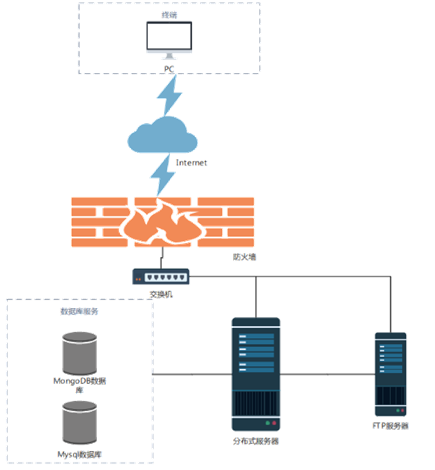 终端
PC
Internet
防火墙
交换机
数据库服务
MongoDB数据
库
Mysql数据库
分布式服务器
FTP服务器